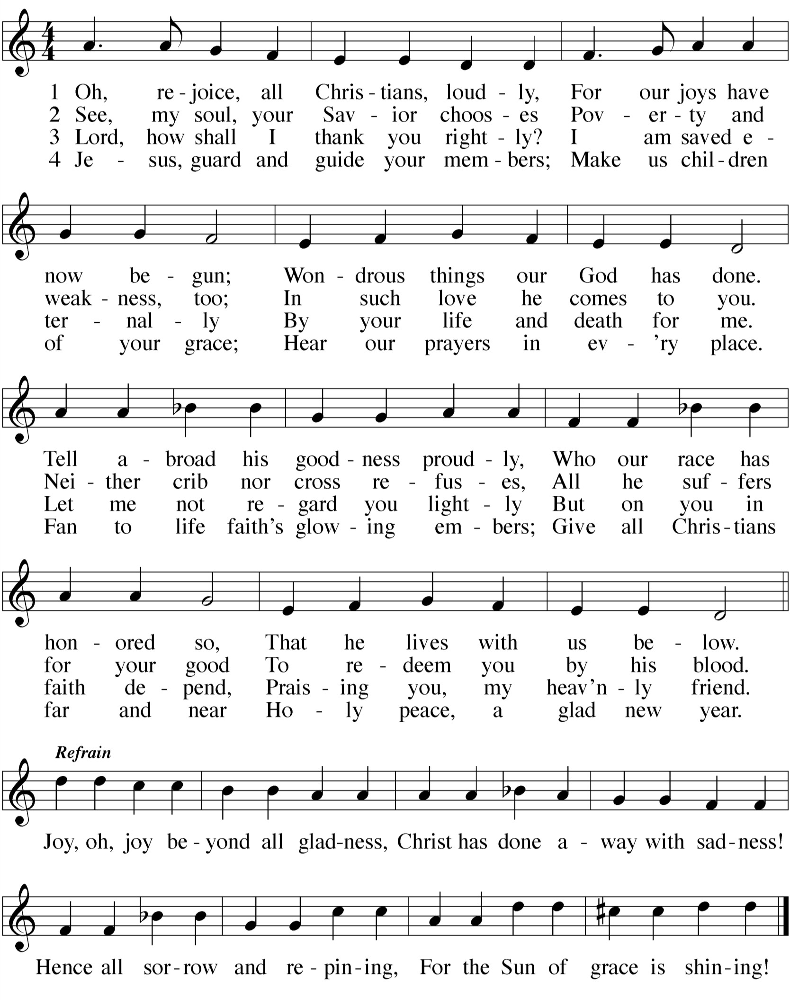 1 Oh, re - joice, all Chris - tians, loud - ly, For our joys have
2 See, my soul, your Sav - ior choos - es Pov - er - ty and
3 Lord, how shall I thank you right - ly? I am saved e -
4 Je - sus, guard and guide your mem - bers; Make us chil - dren
now be - gun; Won - drous things our God has done.
weak - ness, too; In such love he comes to you.
ter - nal - ly By your life and death for me.
of your grace; Hear our prayers in ev - 'ry place.
Tell a - broad his good - ness proud - ly, Who our race has
Nei - ther crib nor cross re - fus - es, All he suf - fers
Let me not re - gard you light - ly But on you in
Fan to life faith's glow - ing em - bers; Give all Chris - tians
hon - ored so, That he lives with us be - low.
for your good To re - deem you by his blood.
faith de - pend, Prais - ing you, my heav'n - ly friend.
far and near Ho - ly peace, a glad new year.
Refrain
Joy, oh, joy be - yond all glad - ness, Christ has done a - way with sad - ness!
Hence all sor - row and re - pin - ing, For the Sun of grace is shin - ing!